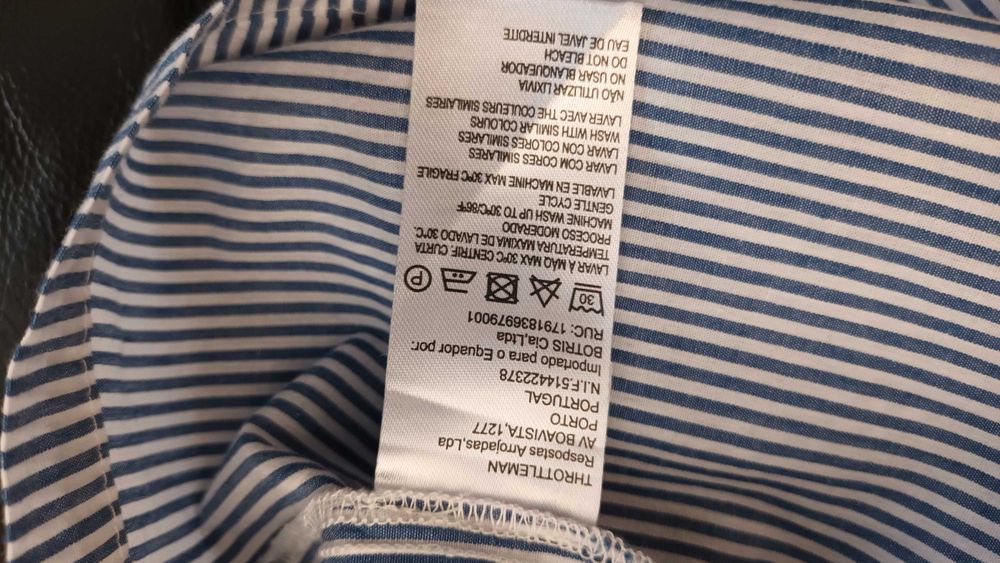 THROTTLEMAN
Respostas Arrojadas,Lda
AV BOAVISTA,1277
PORTO
PORTUGAL
N.I.F.514422378
Importado para o Equador por:
BOTRIS Cia,Ltda
RUC: 1791836979001
30 P
LAVAR À MAQ MAX 30ºC CENTRIF. CURTA
TEMPERATURA MAXIMA DE LAVADO 30ºC.
PROCESO MODERADO
MACHINE WASH UP TO 30ºC/86ºF
GENTLE CYCLE
LAVABLE EN MACHINE MAX 30ºC FRAGILE
LAVAR COM CORES SIMILARES
LAVAR CON COLORES SIMILARES
WASH WITH SIMILAR COLOURS
LAVER AVEC THE COULEURS SIMILAIRES
NÃO UTILIZAR LIXIVIA
NO USAR BLANQUEADOR
DO NOT BLEACH
EAU DE JAVEL INTERDITE